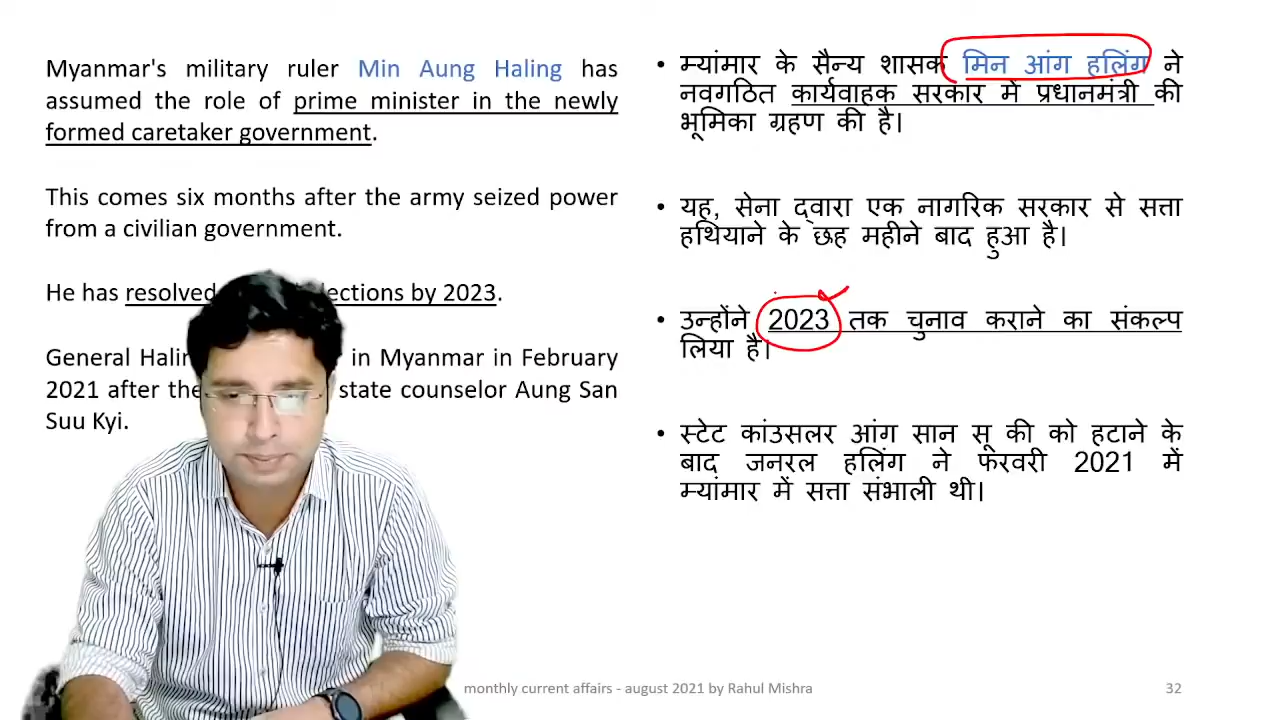 Myanmar's military ruler Min Aung Haling has
assumed the role of prime minister in the newly
formed caretaker government.
This comes six months after the army seized power
from a civilian government.
He has resolved lections by 2023.
General Halin in Myanmar in February
2021 after the state counselor Aung San
Suu Kyi.
• म्यांमार के सैन्य शासक मिन आंग हलिंग ने
नवगठित कार्यवाहक सरकार में प्रधानमंत्री की
भूमिका ग्रहण की है।
• यह, सेना द्वारा एक नागरिक सरकार से सत्ता
हथियाने के छह महीने बाद हुआ है।
• उन्होंने 2023 तक चुनाव कराने का संकल्प
लिया है।
• स्टेट कांउसलर आंग सान सू की को हटाने के
बाद जनरल हलिंग ने फरवरी 2021 में
म्यांमार में सत्ता संभाली थी।
monthly current affairs - august 2021 by Rahul Mishra
32